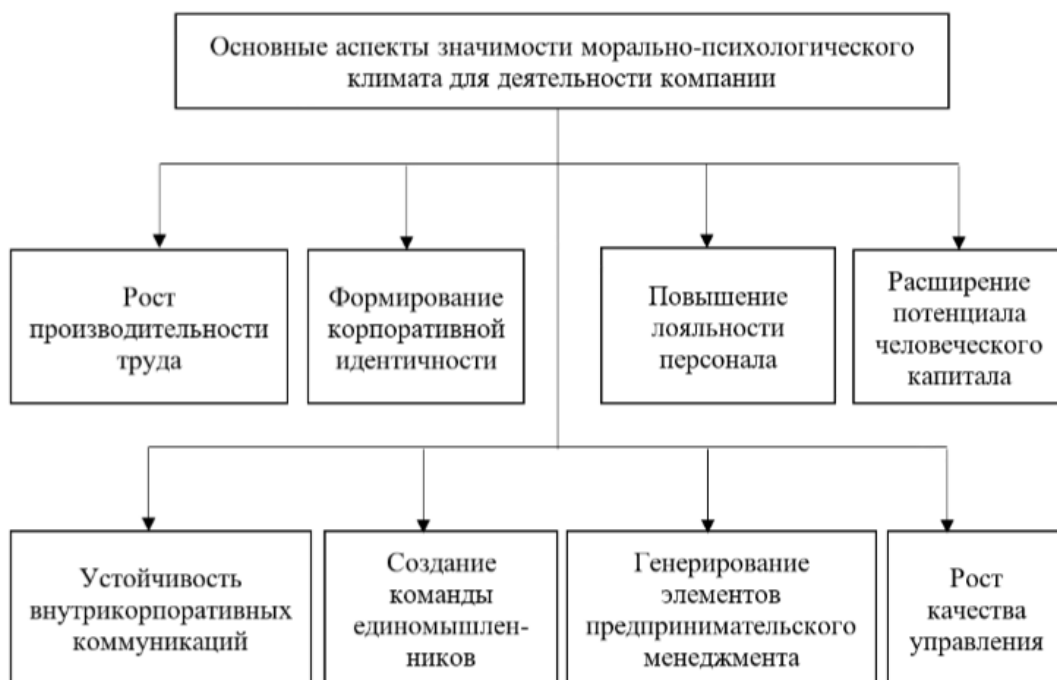 Основные аспекты значимости морально-психологического
климата для деятельности компании
Рост
производительности
труда
Формирование
корпоративной
идентичности
Повышение
лояльности
персонала
Расширение
потенциала
человеческого
капитала
Устойчивость
внутрикорпоративных
коммуникаций
Создание
команды
единомышлен-
ников
Генерирование
элементов
предпринимательского
менеджмента
Рост
качества
управления